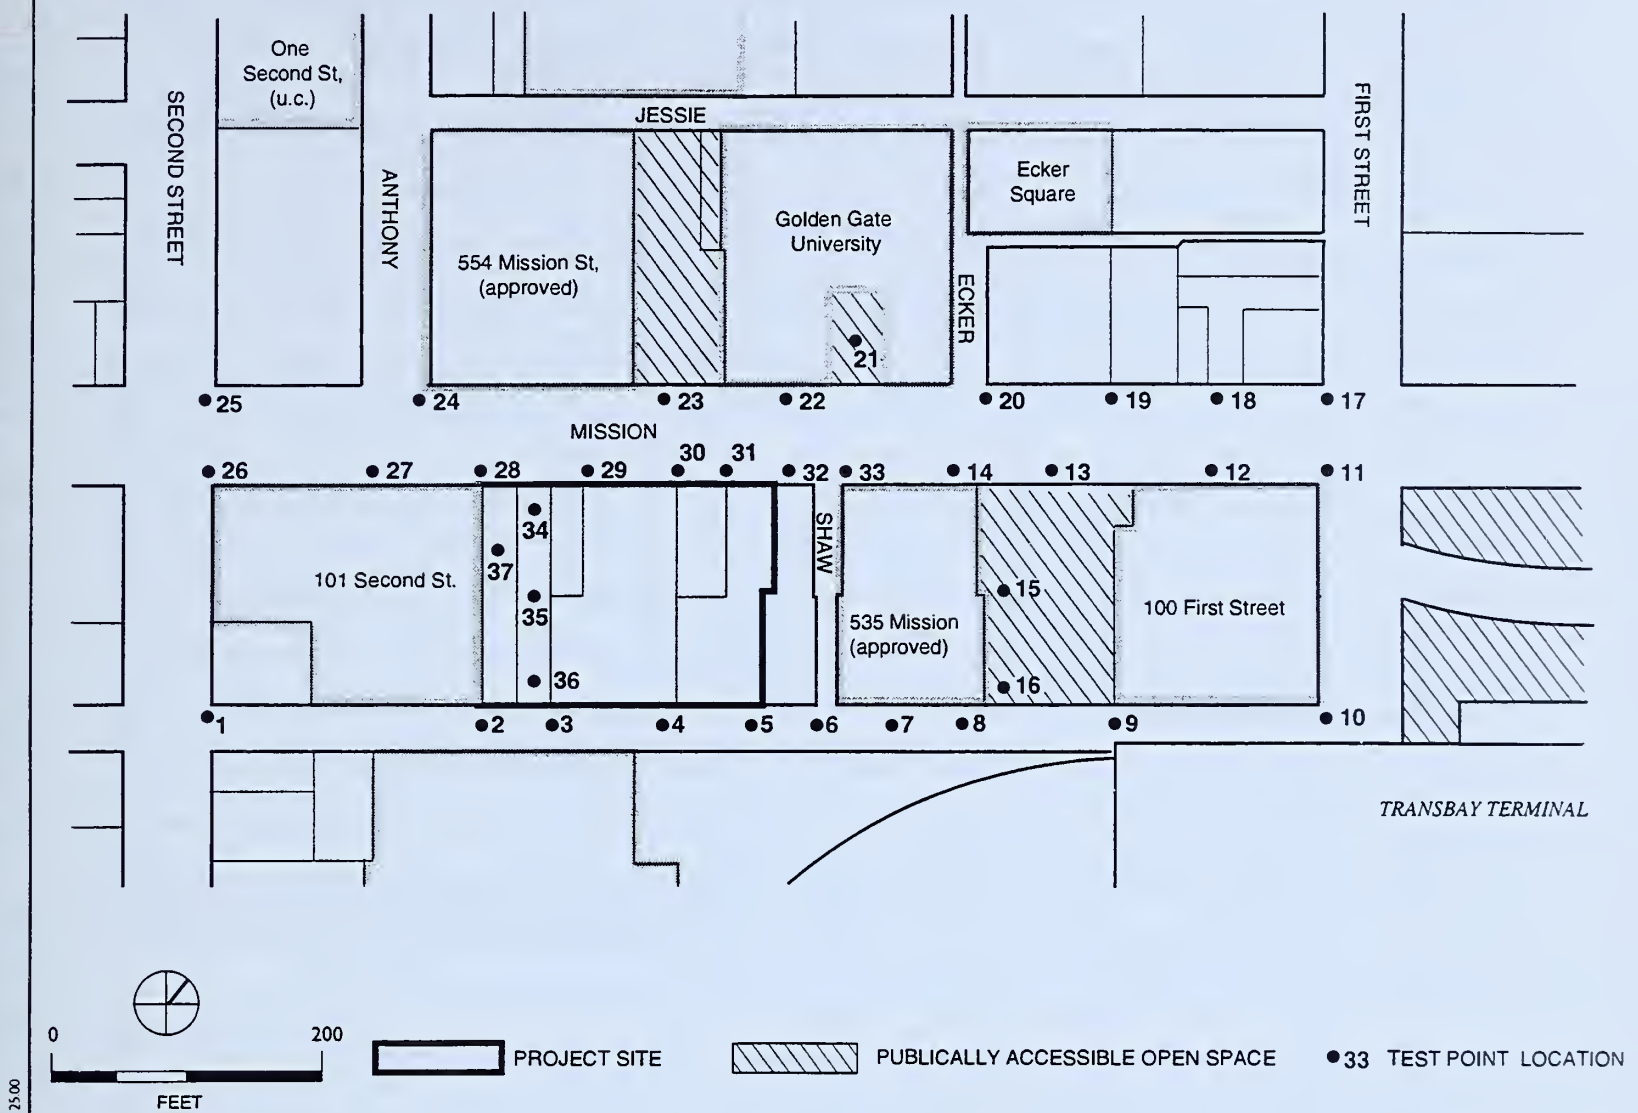 One
Second St,
(u.c.)
JESSIE
SECOND STREET
FIRST STREET
ANTHONY
Ecker
Square
Golden Gate
University
554 Mission St,
(approved)
ECKER
21
25
24
23
22
20
19
18
17
MISSION
30
31
26
27
28
29
32
33
14
13
12
11
34
SHAW
37
101 Second St.
35
15
100 First Street
535 Mission
(approved)
36
16
1
2
3
4
5
6
7
8
9
10
TRANSBAY TERMINAL
0
200
FEET
PROJECT SITE
PUBLICALLY ACCESSIBLE OPEN SPACE
33 TEST POINT LOCATION
25.00